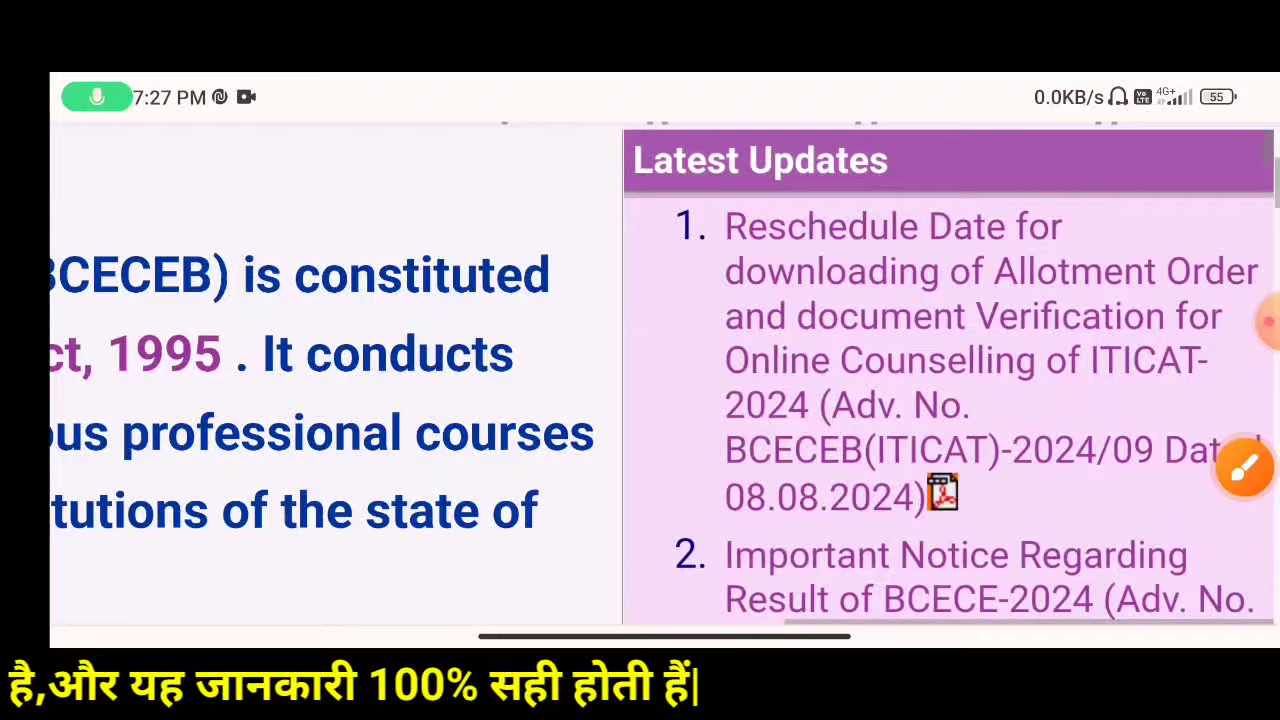 7:27 PM
0.0KB/s
Vo LTE
4G+
55
BCECEB) is constituted
ct, 1995 . It conducts
ous professional courses
tutions of the state of
Latest Updates
1. Reschedule Date for
downloading of Allotment Order
and document Verification for
Online Counselling of ITICAT-
2024 (Adv. No.
BCECEB(ITICAT)-2024/09 Dat
08.08.2024)
2. Important Notice Regarding
Result of BCECE-2024 (Adv. No.
है,और यह जानकारी 100% सही होती हैं|